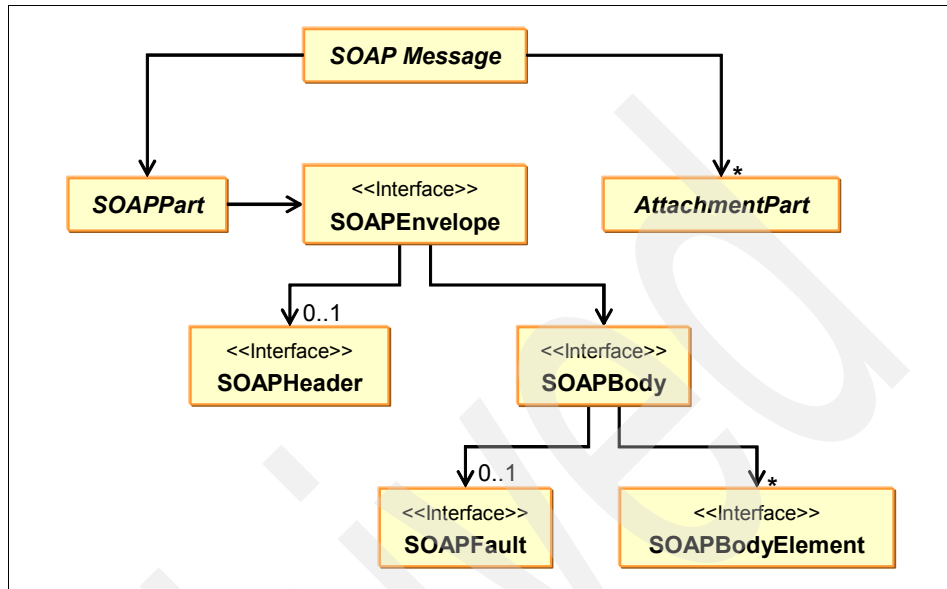 SOAP Message
SOAPPart
<<Interface>>
SOAPEnvelope
*
AttachmentPart
0..1
<<Interface>>
SOAPHeader
<<Interface>>
SOAPBody
0..1
*
<<Interface>>
SOAPFault
<<Interface>>
SOAPBodyElement